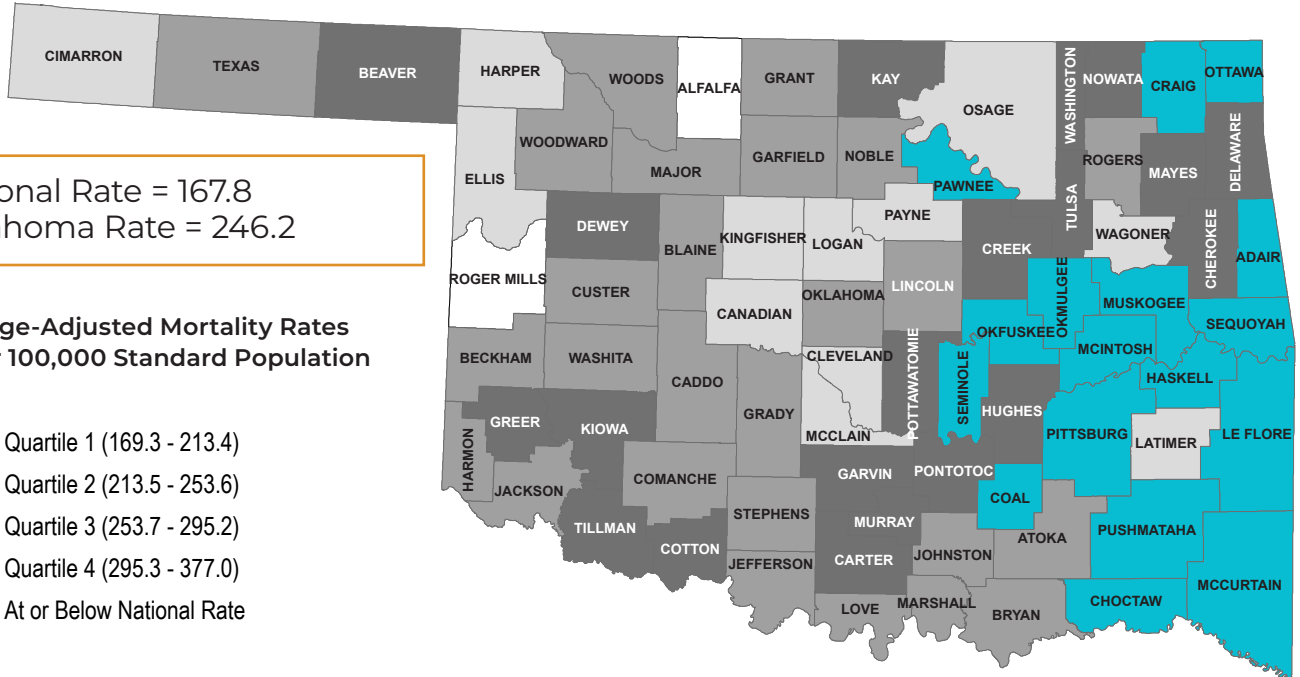 CIMARRON
TEXAS
BEAVER
HARPER
WOODS
ALFALFA
GRANT
KAY
OSAGE
WASHINGTON
NOWATA
CRAIG
OTTAWA
WOODWARD
MAJOR
GARFIELD
NOBLE
PAWNEE
ROGERS
MAYES
DELAWARE
ELLIS
onal Rate = 167.8
ahoma Rate = 246.2
DEWEY
BLAINE
KINGFISHER
LOGAN
PAYNE
CREEK
TULSA
WAGONER
CHEROKEE
ADAIR
ROGER MILLS
CUSTER
CANADIAN
OKLAHOMA
LINCOLN
OKMULGEE
MUSKOGEE
SEQUOYAH
ge-Adjusted Mortality Rates
r 100,000 Standard Population
BECKHAM
WASHITA
CADDO
GRADY
CLEVELAND
POTTAWATOMIE
SEMINOLE
OKFUSKEE
MCINTOSH
HASKELL
HARMON
GREER
KIOWA
MCCLAIN
HUGHES
PITTSBURG
LATIMER
LE FLORE
Quartile 1 (169.3 - 213.4)
Quartile 2 (213.5 - 253.6)
Quartile 3 (253.7 - 295.2)
Quartile 4 (295.3 - 377.0)
At or Below National Rate
JACKSON
COMANCHE
GARVIN
PONTOTOC
COAL
TILLMAN
COTTON
STEPHENS
MURRAY
ATOKA
PUSHMATAHA
JEFFERSON
CARTER
JOHNSTON
MCCURTAIN
LOVE
MARSHALL
BRYAN
CHOCTAW